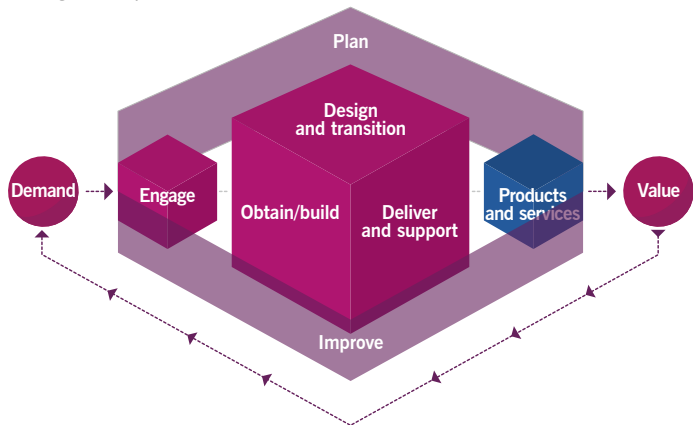 Plan
Design
and transition
Demand
Engage
Obtain/build
Deliver
and support
Products
and services
Value
Improve